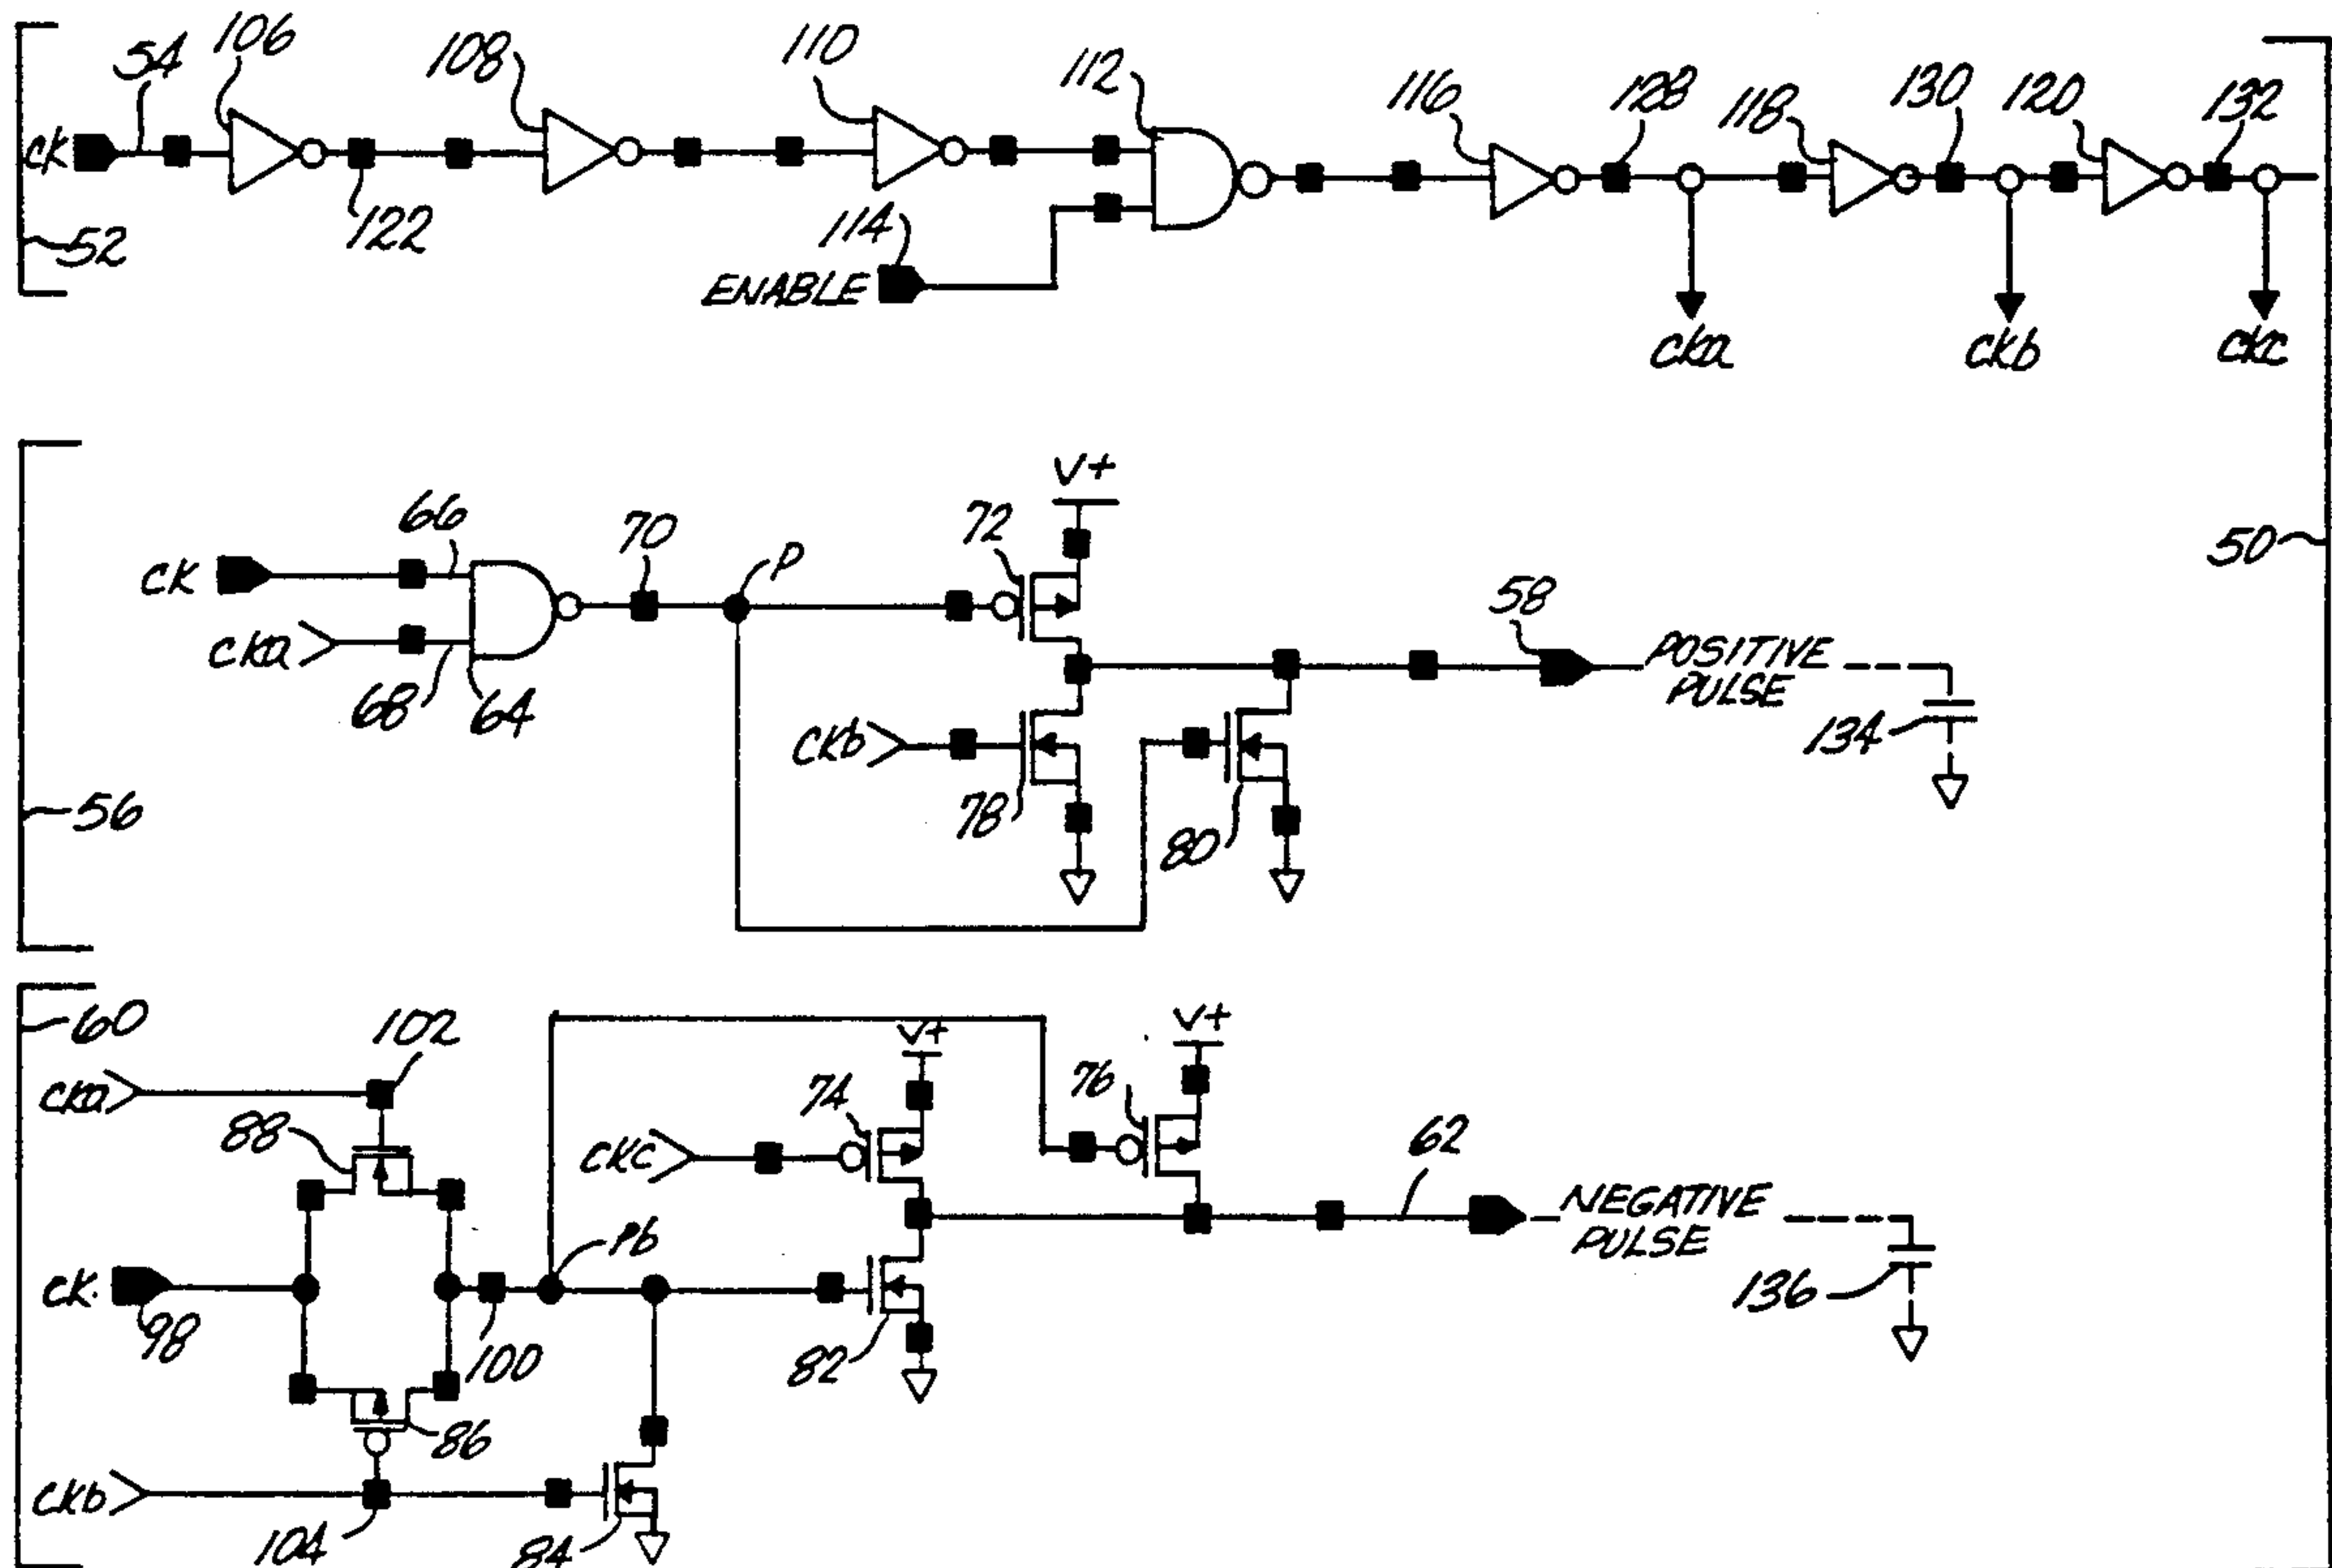 54
106
108
110
112
116
128
118
130
120
132
CK
122
52
114
ENABLE
cka
ckb
ckc
V+
66
70
P
72
50
CK
58
cka
POSITIVE
PULSE
68
64
134
ckb
56
78
80
60
102
V+
V+
cka
74
76
88
ckc
62
Pb
NEGATIVE
PULSE
CK
98
136
100
82
86
ckb
104
84